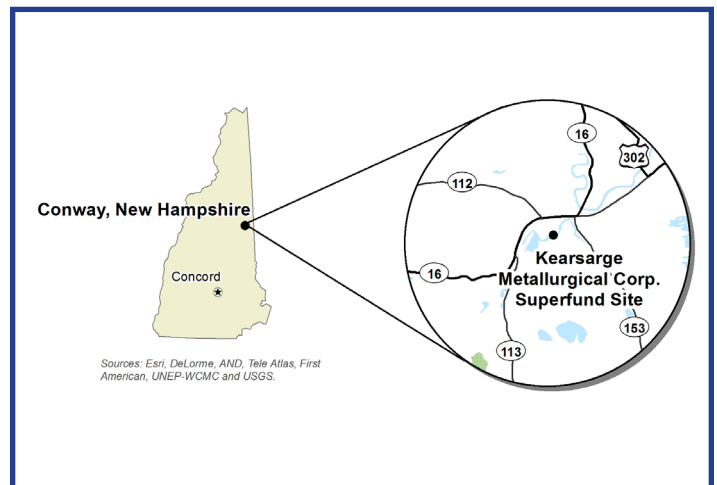 Conway, New Hampshire
Concord
Sources: Esri, DeLorme, AND, Tele Atlas, First
American, UNEP-WCMC and USGS.
16
302
112
Kearsarge
Metallurgical Corp.
Superfund Site
16
153
113